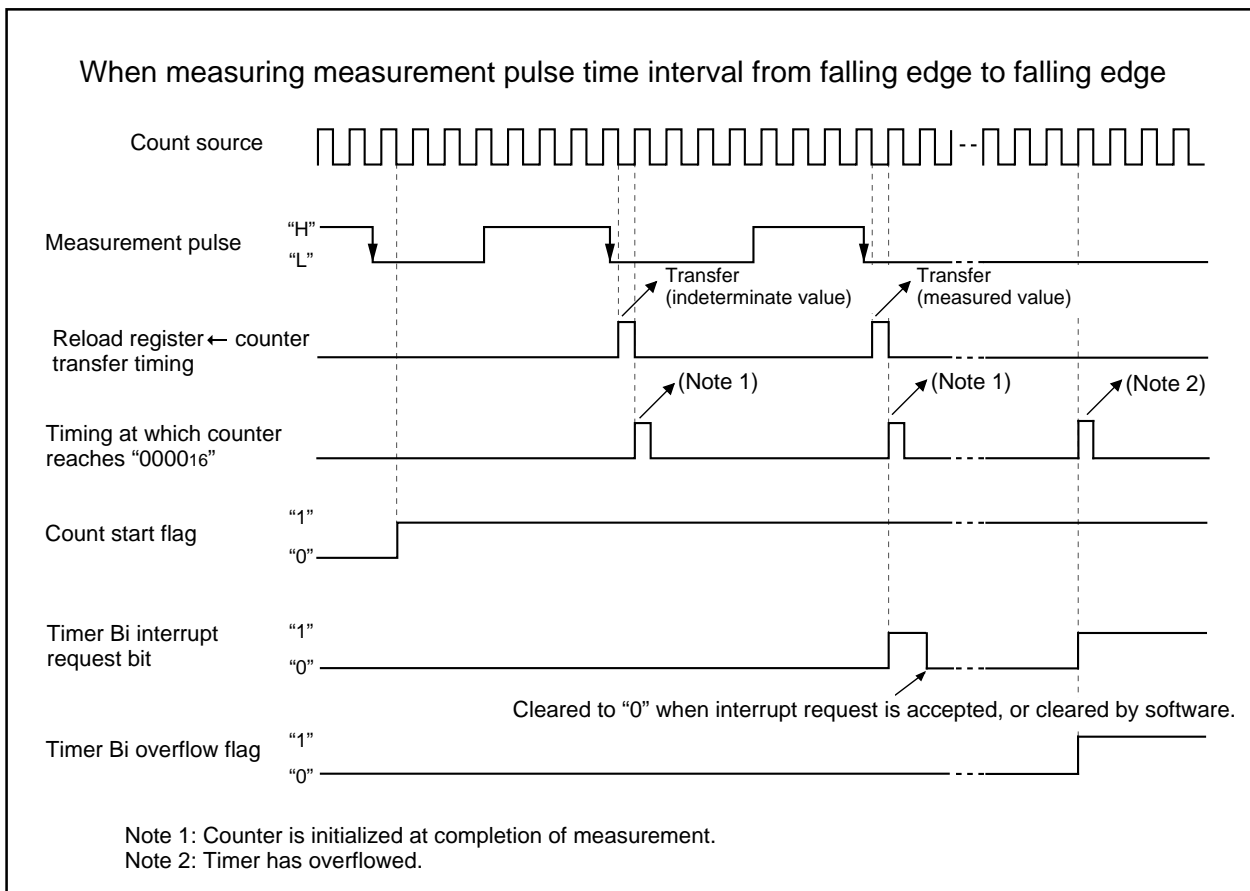 When measuring measurement pulse time interval from falling edge to falling edge
Count source
Measurement pulse
“H”
“L”
Transfer
(indeterminate value)
Transfer
(measured value)
Reload register ← counter
transfer timing
(Note 1)
(Note 1)
(Note 2)
Timing at which counter
reaches “000016”
Count start flag
“1”
“0”
Timer Bi interrupt
request bit
“1”
“0”
Cleared to “0” when interrupt request is accepted, or cleared by software.
Timer Bi overflow flag
“1”
“0”
Note 1: Counter is initialized at completion of measurement.
Note 2: Timer has overflowed.